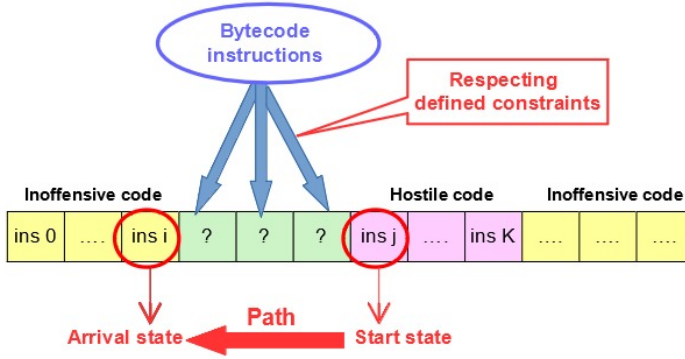 Bytecode
instructions
Respecting
defined constraints
Inoffensive code
Hostile code
Inoffensive code
ins 0 .... ins i ? ? ? ins j .... ins K .... .... ....
Arrival state
Path
Start state